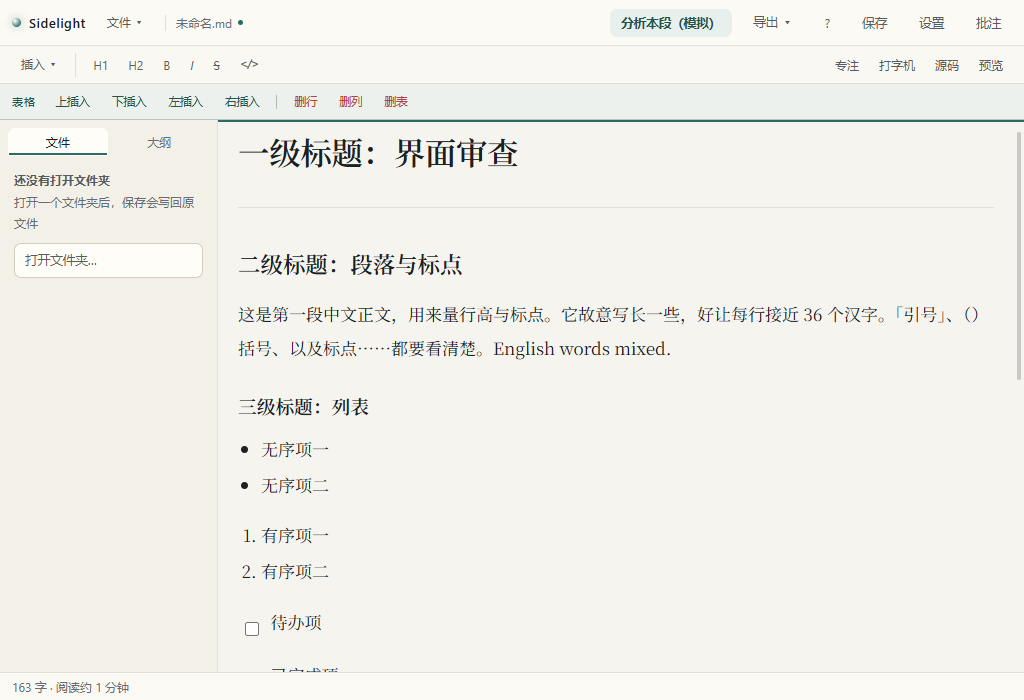 Sidelight 文件 未命名.md 分析本段（模拟） 导出 ? 保存 设置 批注
插入 H1 H2 B I S </> 专注 打字机 源码 预览
表格 上插入 下插入 左插入 右插入 删行 删列 删表
文件 大纲
还没有打开文件夹
打开一个文件夹后，保存会写回原
文件
打开文件夹...
一级标题：界面审查
二级标题：段落与标点
这是第一段中文正文，用来量行高与标点。它故意写长一些，好让每行接近 36 个汉字。「引号」、（）
括号、以及标点……都要看清楚。English words mixed.
三级标题：列表
无序项一
无序项二
1. 有序项一
2. 有序项二
待办项
已完成项
163 字 · 阅读约 1 分钟